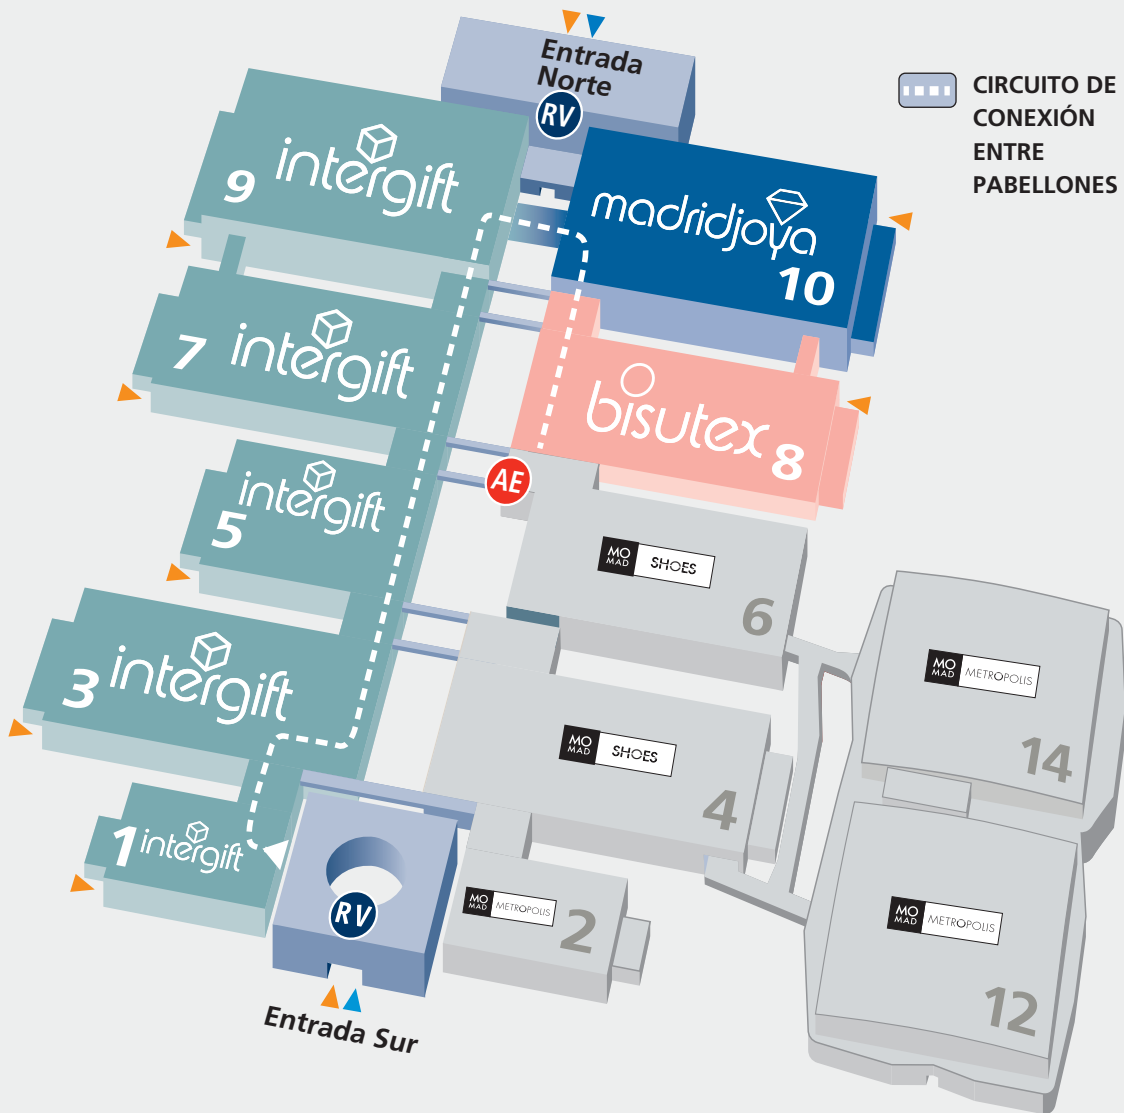 Entrada
Norte
RV
CIRCUITO DE
CONEXIÓN
ENTRE
PABELLONES
intergift
9
madridjoya
10
intergift
7
bisutex
8
AE
intergift
5
MO
MAD
SHOES
6
intergift
3
MO
MAD
METROPOLIS
14
MO
MAD
SHOES
4
intergift
1
RV
MO
MAD
METROPOLIS
2
MO
MAD
METROPOLIS
12
Entrada Sur